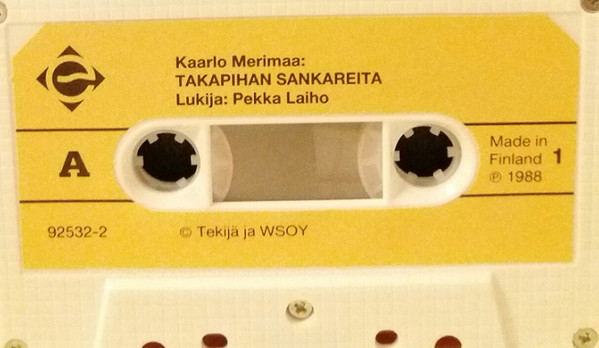 Kaarlo Merimaa:
TAKAPIHAN SANKAREITA
Lukija: Pekka Laiho
A
Made in
Finland 1
℗ 1988
92532-2
© Tekijä ja WSOY